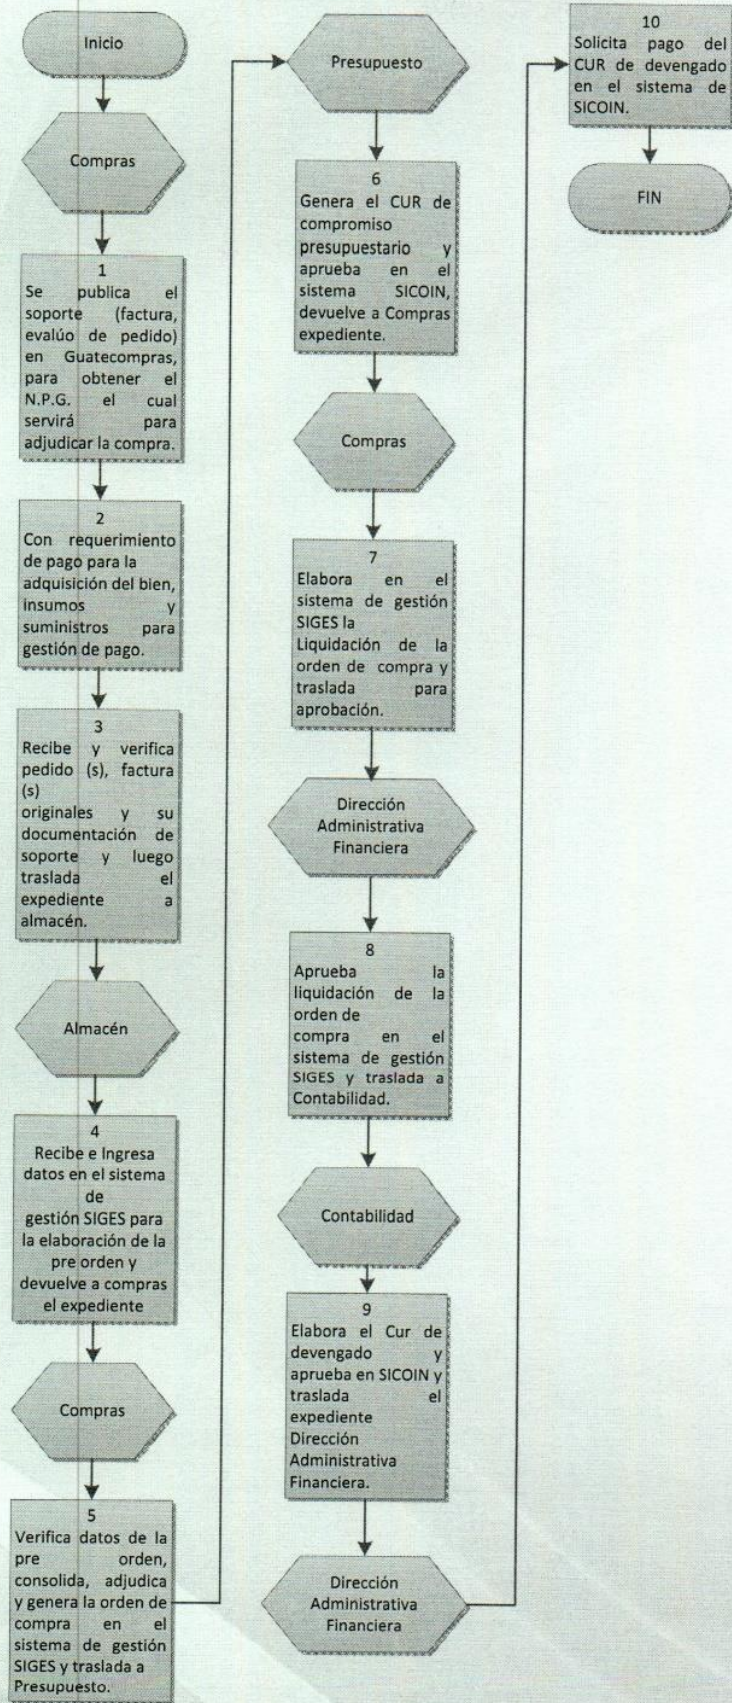 Inicio
Compras
1
Se publica el
soporte (factura,
evalúo de pedido)
en Guatecompras,
para obtener el
N.P.G. el cual
servirá para
adjudicar la compra.
2
Con requerimiento
de pago para la
adquisición del bien,
insumos y
suministros para
gestión de pago.
3
Recibe y verifica
pedido (s), factura
(s)
originales y su
documentación de
soporte y luego
traslada el
expediente a
almacén.
Almacén
4
Recibe e Ingresa
datos en el sistema
de
gestión SIGES para
la elaboración de la
pre orden y
devuelve a compras
el expediente
Compras
5
Verifica datos de la
pre orden,
consolida, adjudica
y genera la orden de
compra en el
sistema de gestión
SIGES y traslada a
Presupuesto.
Presupuesto
6
Genera el CUR de
compromiso
presupuestario y
aprueba en el
sistema SICOIN,
devuelve a Compras
expediente.
Compras
7
Elabora en el
sistema de gestión
SIGES la
Liquidación de la
orden de compra y
traslada para
aprobación.
Dirección
Administrativa
Financiera
8
Aprueba la
liquidación de la
orden de
compra en el
sistema de gestión
SIGES y traslada a
Contabilidad.
Contabilidad
9
Elabora el Cur de
devengado y
aprueba en SICOIN y
traslada el
expediente
Dirección
Administrativa
Financiera.
Dirección
Administrativa
Financiera
10
Solicita pago del
CUR de devengado
en el sistema de
SICOIN.
FIN